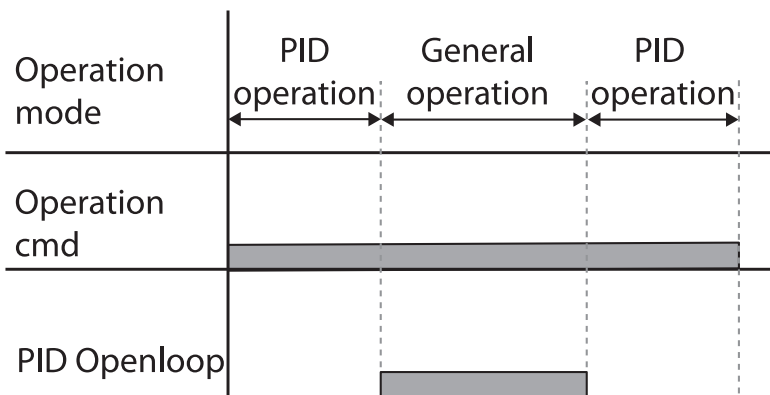 Operation
mode
PID
operation
General
operation
PID
operation
Operation
cmd
PID Openloop